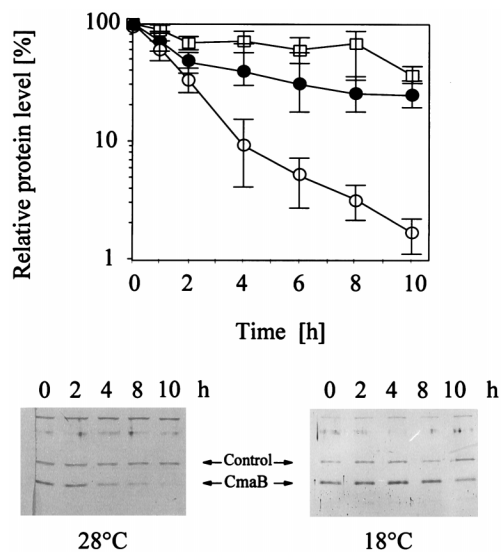 100
10
1
Relative protein level [%]
0 2 4 6 8 10
Time [h]
0 2 4 8 10 h 0 2 4 8 10 h
Control
CmaB
28°C 18°C